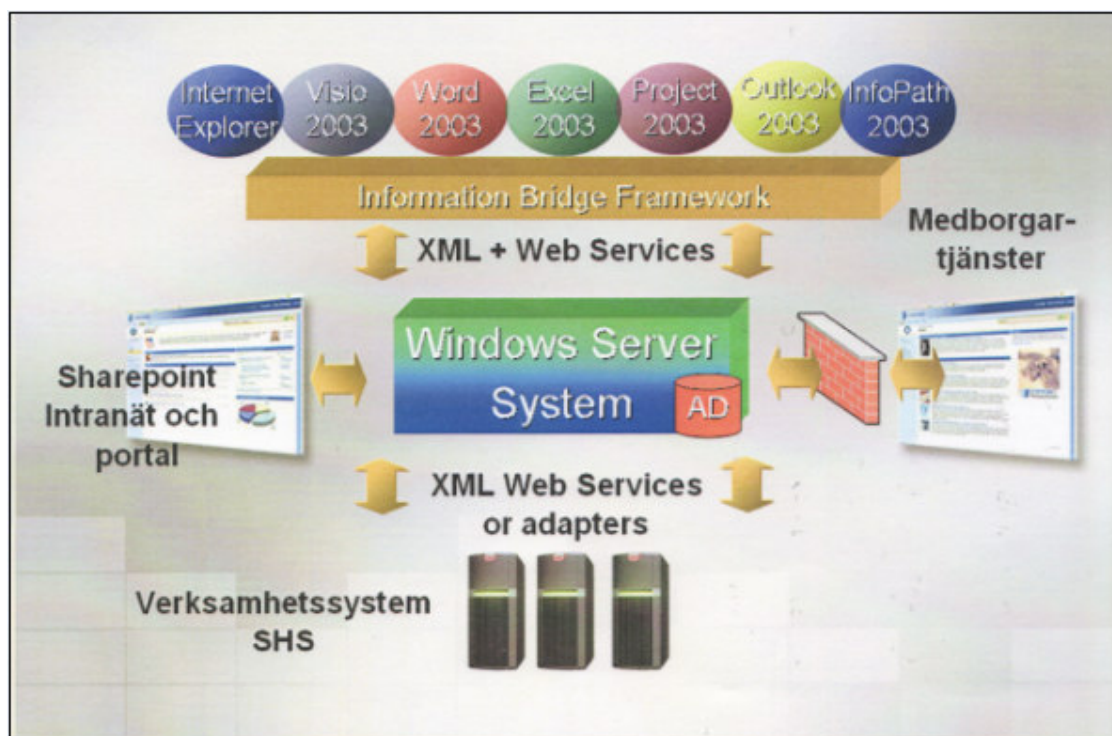 Internet
Explorer
Visio
2003
Word
2003
Excel
2003
Project
2003
Outlook
2003
InfoPath
2003
Information Bridge Framework
XML + Web Services
Medborgar-
tjänster
Windows Server
System
AD
Sharepoint
Intranät och
portal
XML Web Services
or adapters
Verksamhetssystem
SHS